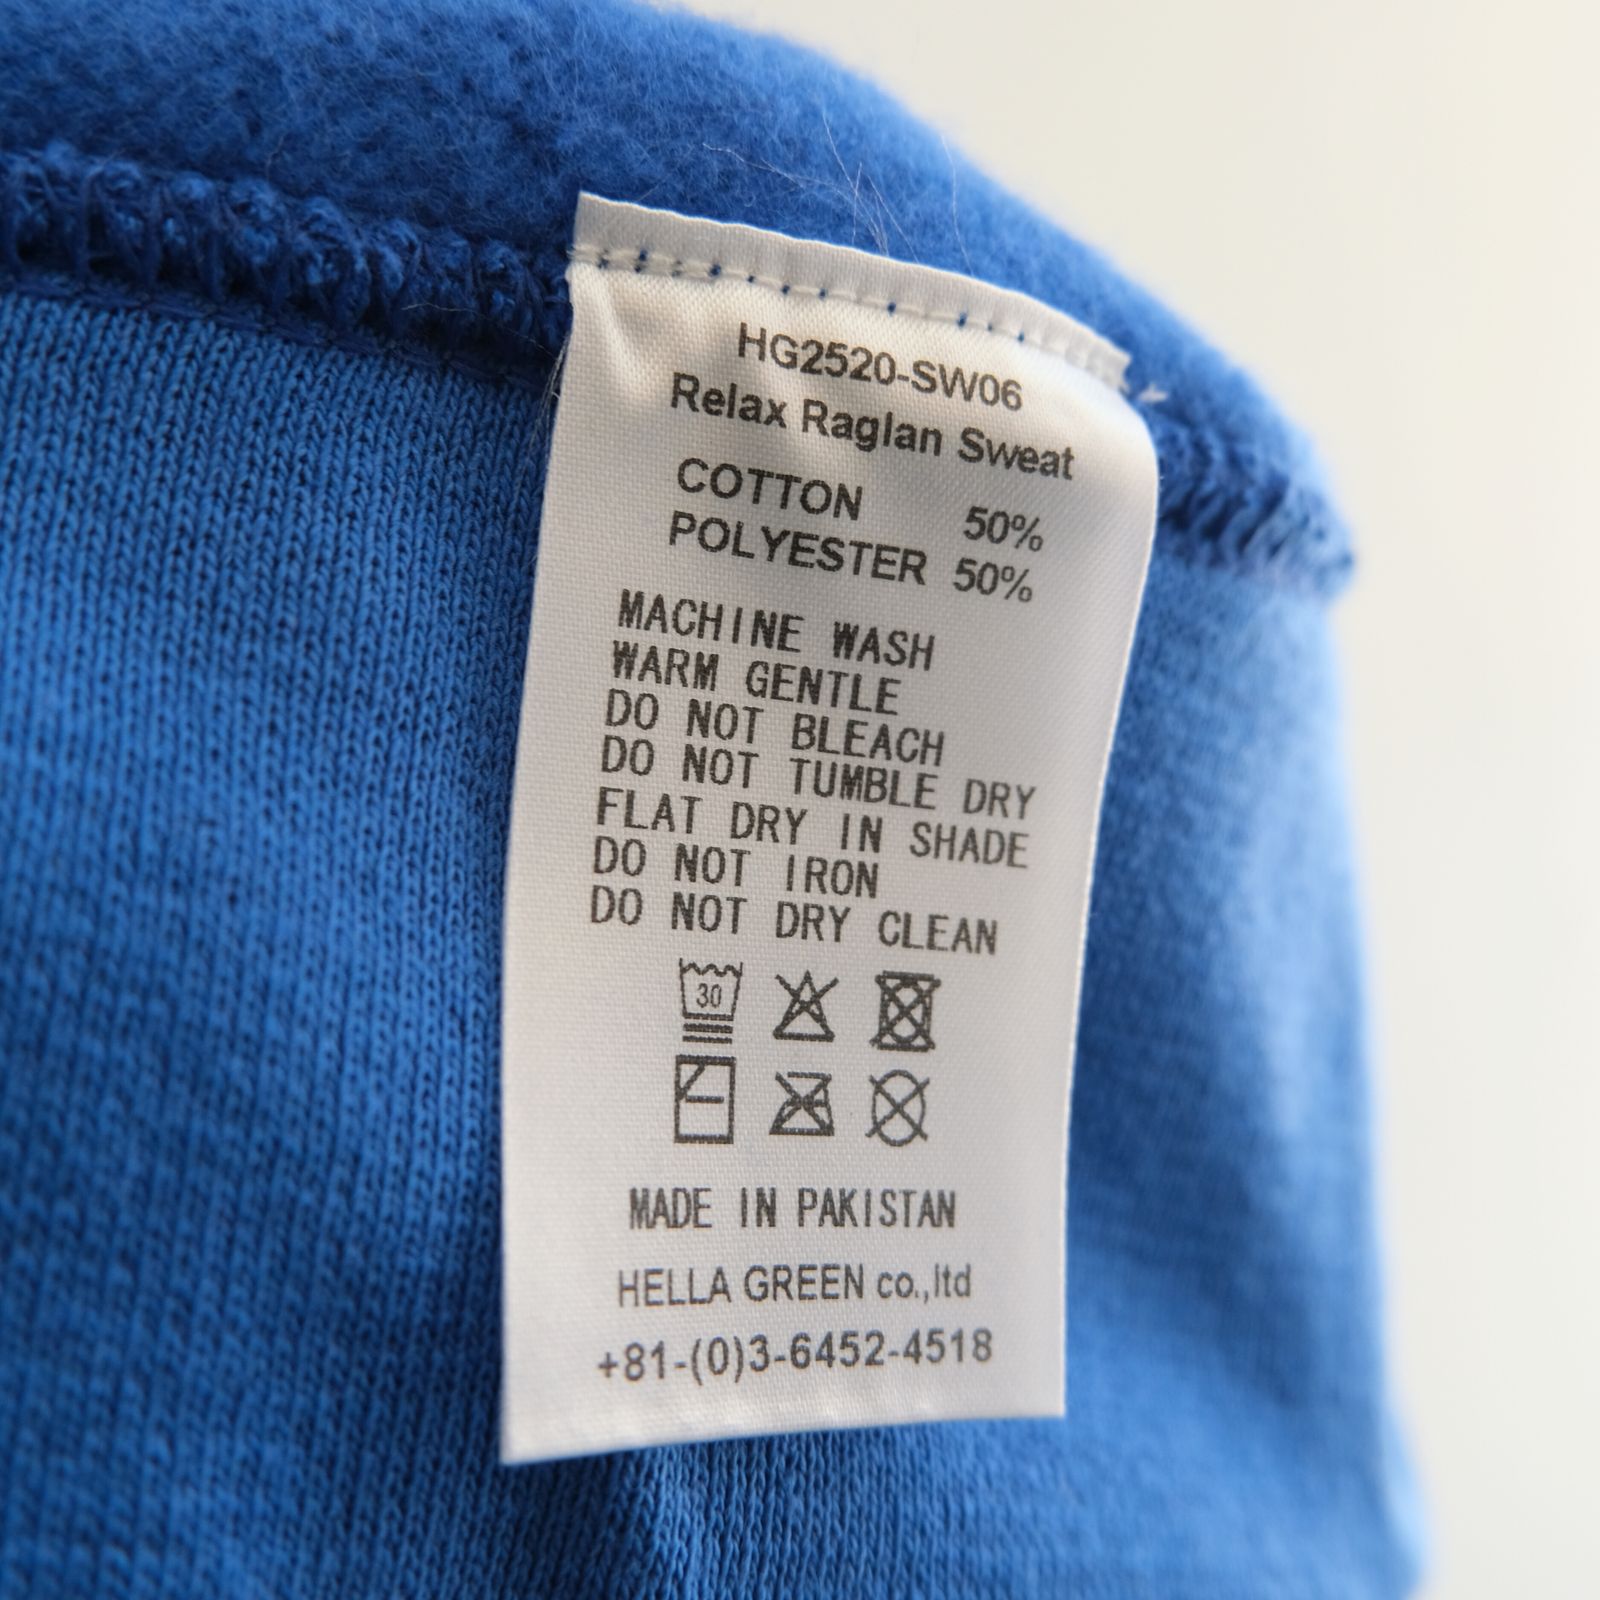 HG2520-SW06
Relax Raglan Sweat
COTTON 50%
POLYESTER 50%
MACHINE WASH
WARM GENTLE
DO NOT BLEACH
DO NOT TUMBLE DRY
FLAT DRY IN SHADE
DO NOT IRON
DO NOT DRY CLEAN
30
MADE IN PAKISTAN
HELLA GREEN co.,ltd
+81-(0)3-6452-4518